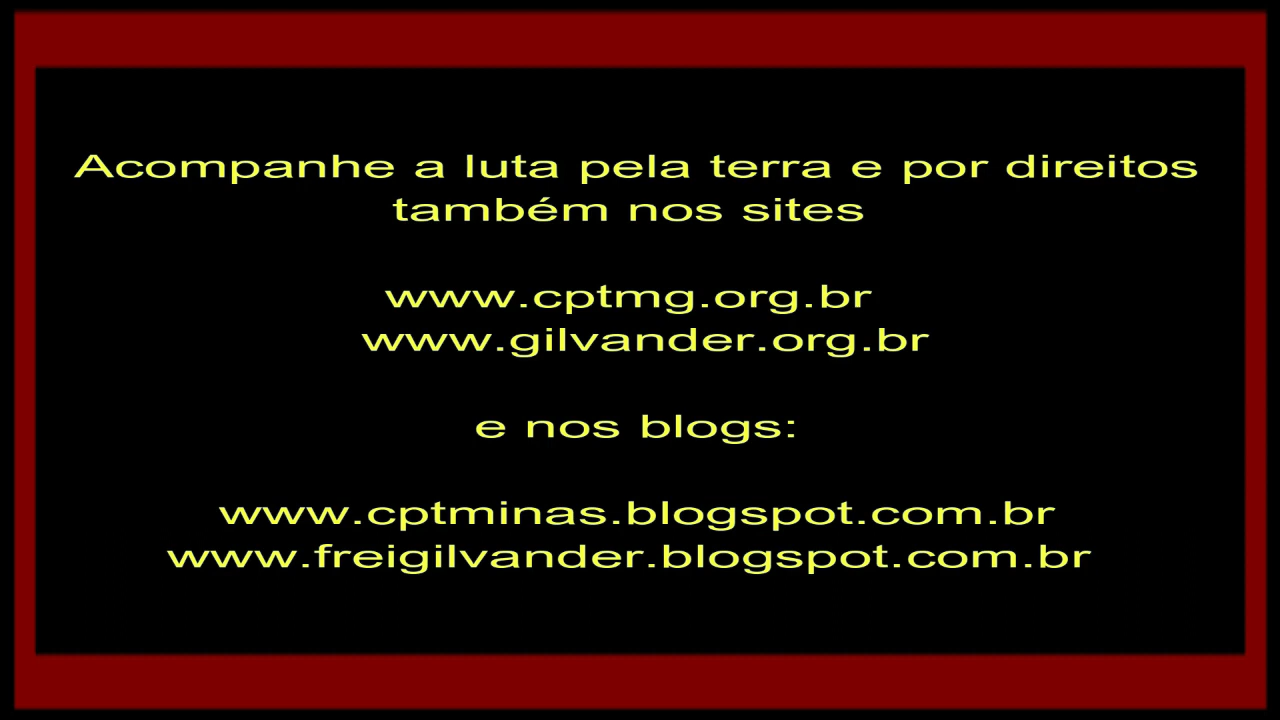 Acompanhe a luta pela terra e por direitos
também nos sites
www.cptmg.org.br
www.gilvander.org.br
e nos blogs:
www.cptminas.blogspot.com.br
www.freigilvander.blogspot.com.br